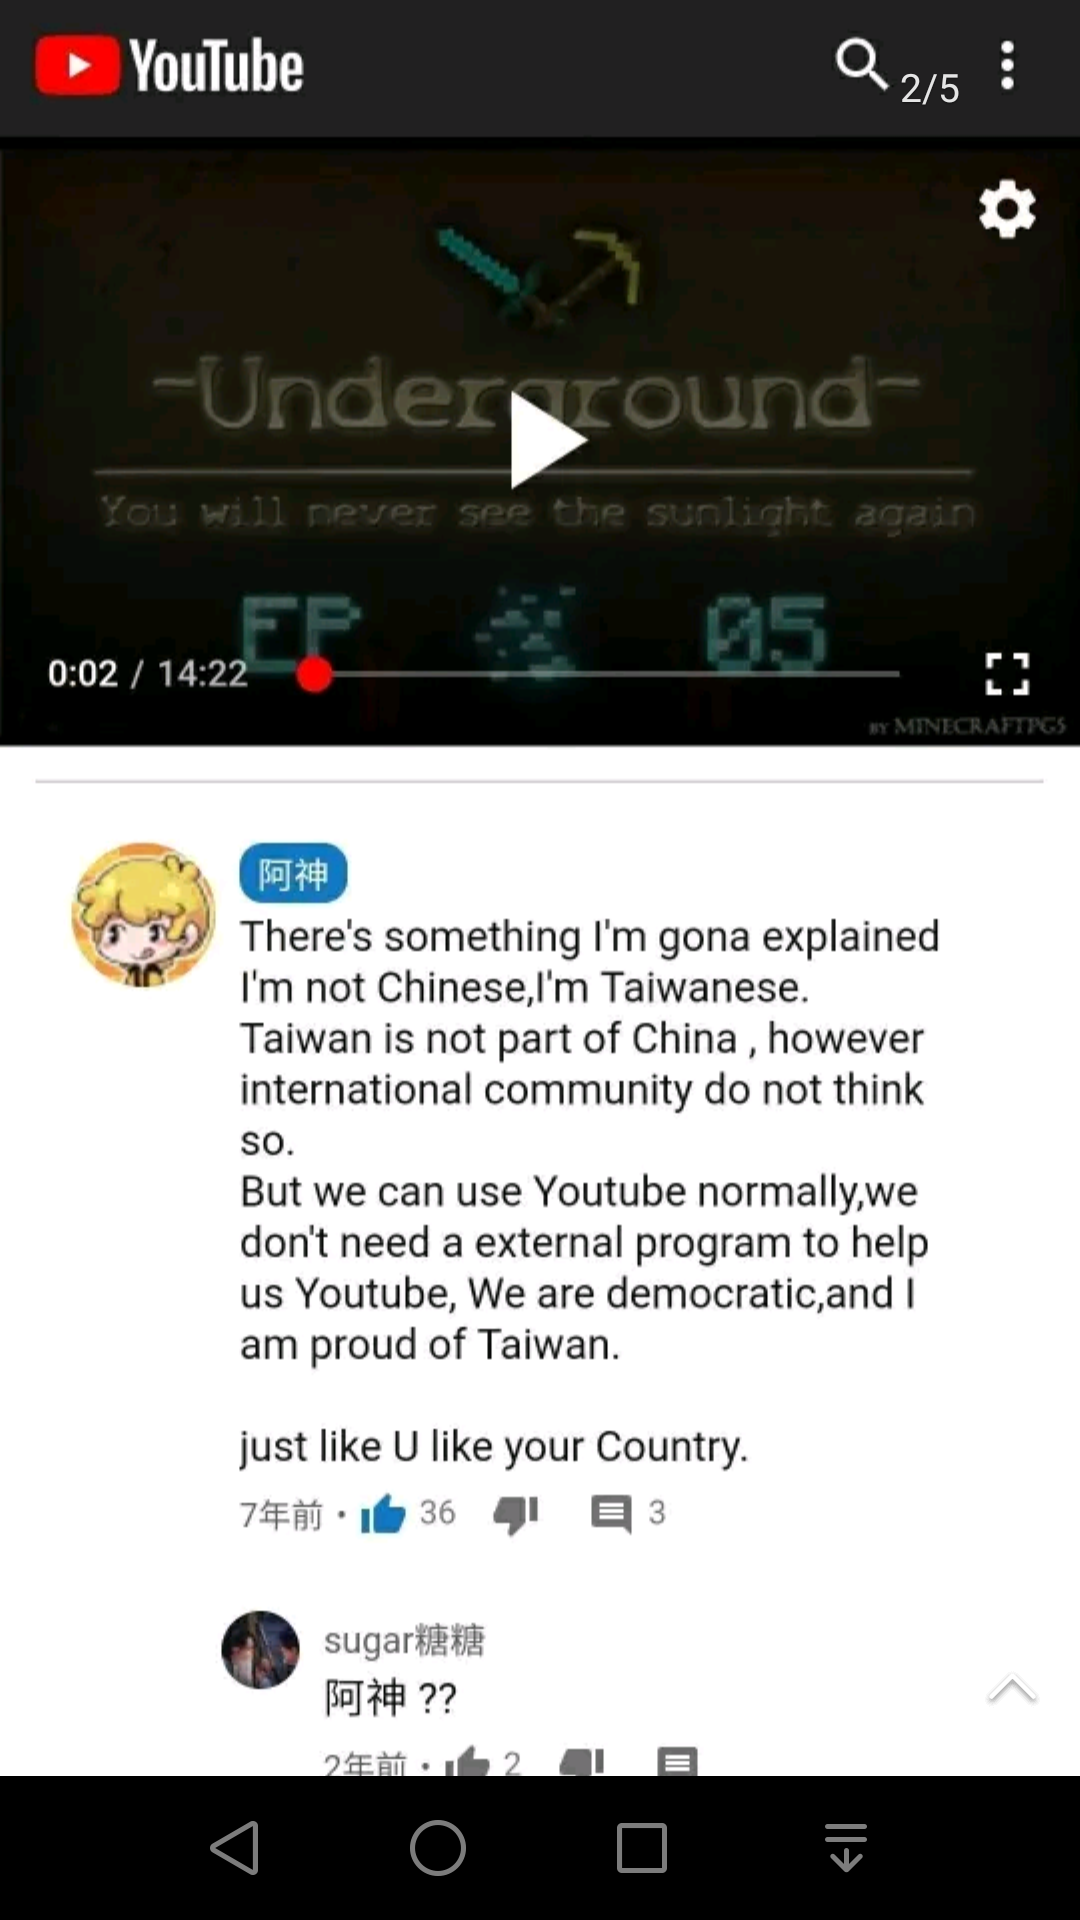 YouTube
2/5
-Underground-
You will never see the sunlight again
EP 05
0:02 / 14:22
BY MINECRAFTPGS
阿神
There's something I'm gona explained
I'm not Chinese,I'm Taiwanese.
Taiwan is not part of China , however
international community do not think
so.
But we can use Youtube normally,we
don't need a external program to help
us Youtube, We are democratic,and I
am proud of Taiwan.
just like U like your Country.
7年前 · 36 3
sugar糖糖
阿神 ??
2年前 · 2